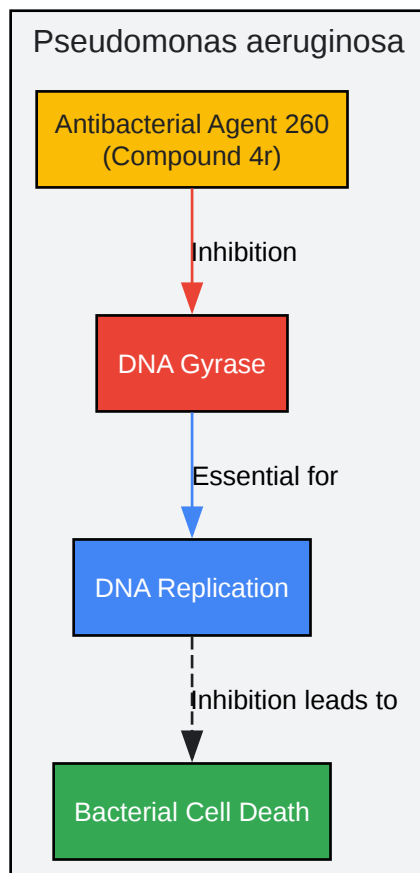 Pseudomonas aeruginosa
Antibacterial Agent 260
(Compound 4r)
Inhibition
DNA Gyrase
Essential for
DNA Replication
Inhibition leads to
Bacterial Cell Death